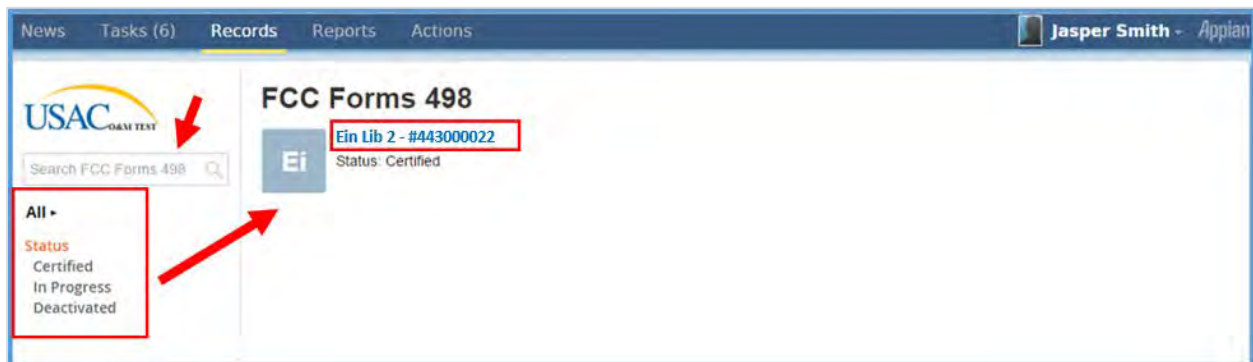 News Tasks (6) Records Reports Actions Jasper Smith Appian
USAC O&M TEST
Search FCC Forms 498
All
Status
Certified
In Progress
Deactivated
FCC Forms 498
Ei
Ein Lib 2 - #443000022
Status: Certified